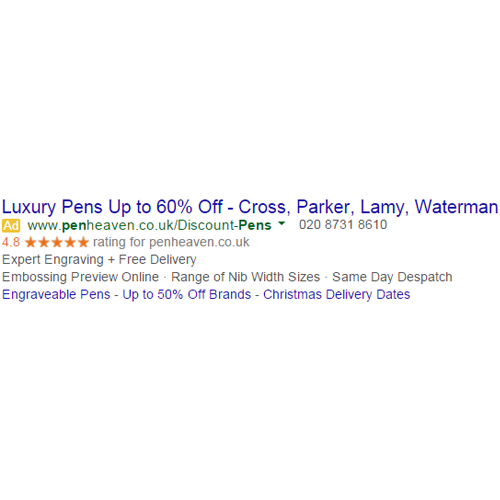 Luxury Pens Up to 60% Off - Cross, Parker, Lamy, Waterman
Ad www.penheaven.co.uk/Discount-Pens 020 8731 8610
4.8 ★★★★★ rating for penheaven.co.uk
Expert Engraving + Free Delivery
Embossing Preview Online · Range of Nib Width Sizes · Same Day Despatch
Engraveable Pens - Up to 50% Off Brands - Christmas Delivery Dates